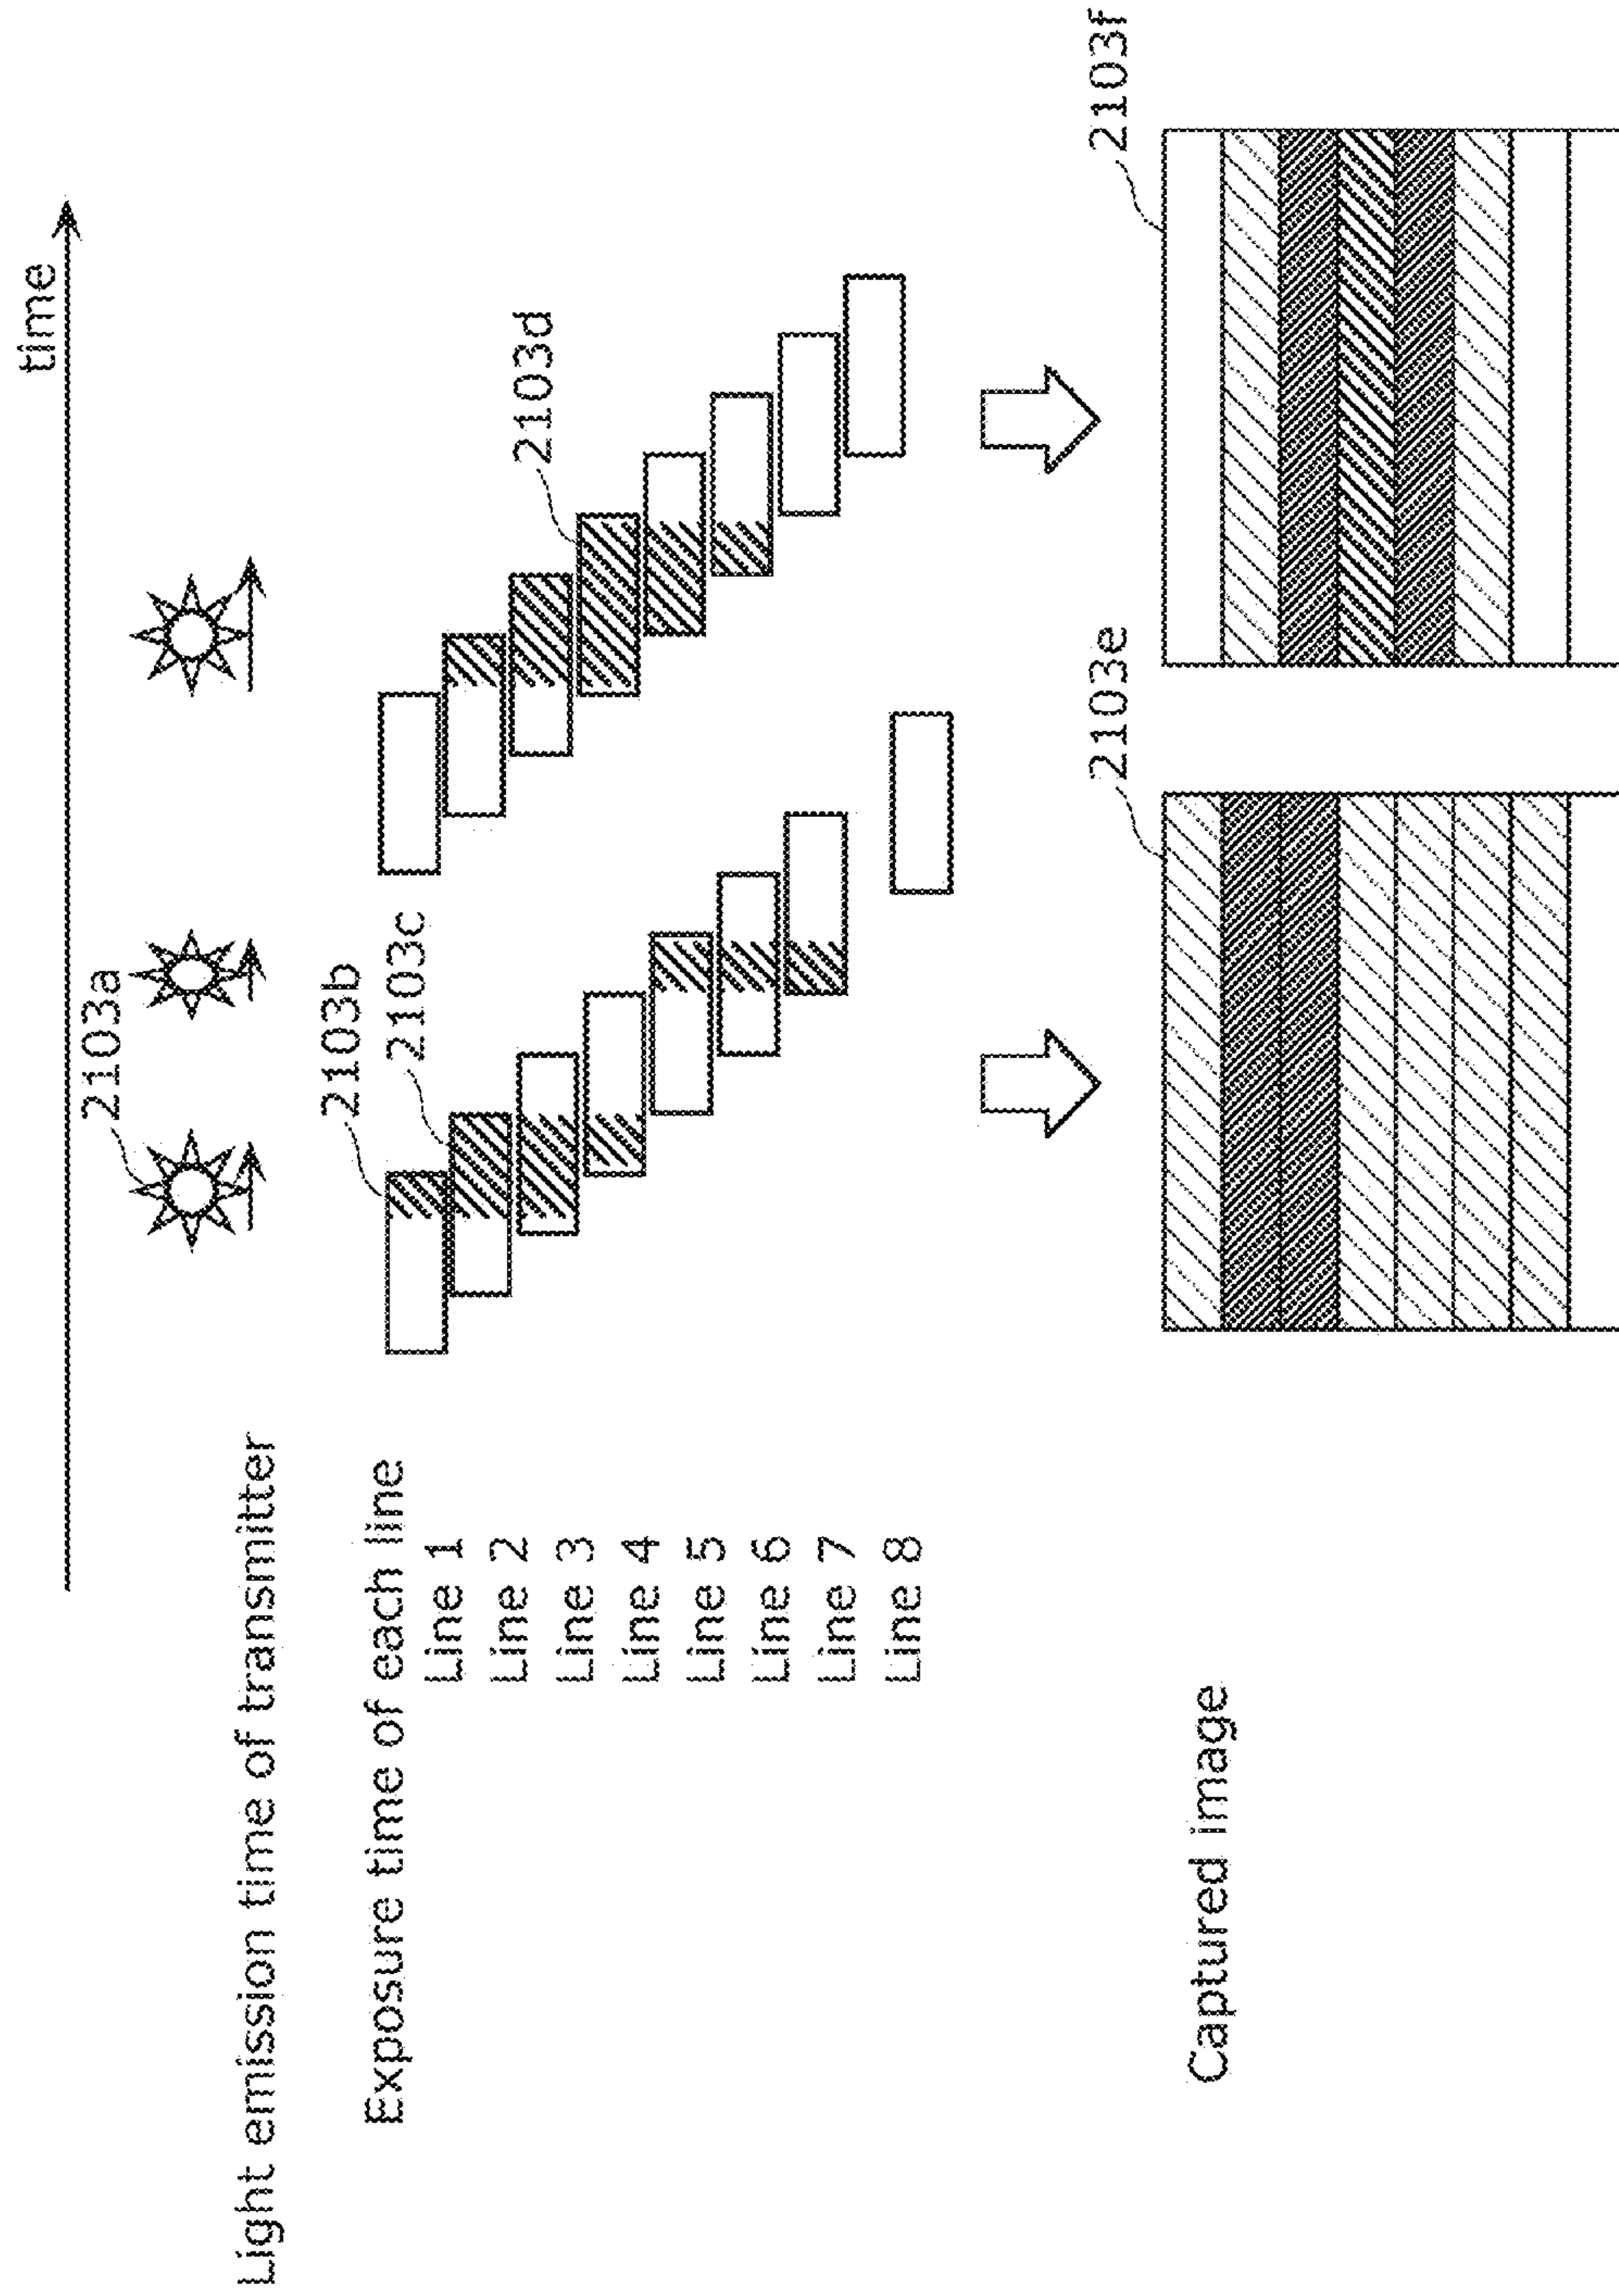 time
2103a
Light emission time of transmitter
2103b
2103c
Exposure time of each line
Line 1
Line 2
Line 3
Line 4
Line 5
Line 6
Line 7
Line 8
2103d
2103e
2103f
Captured image